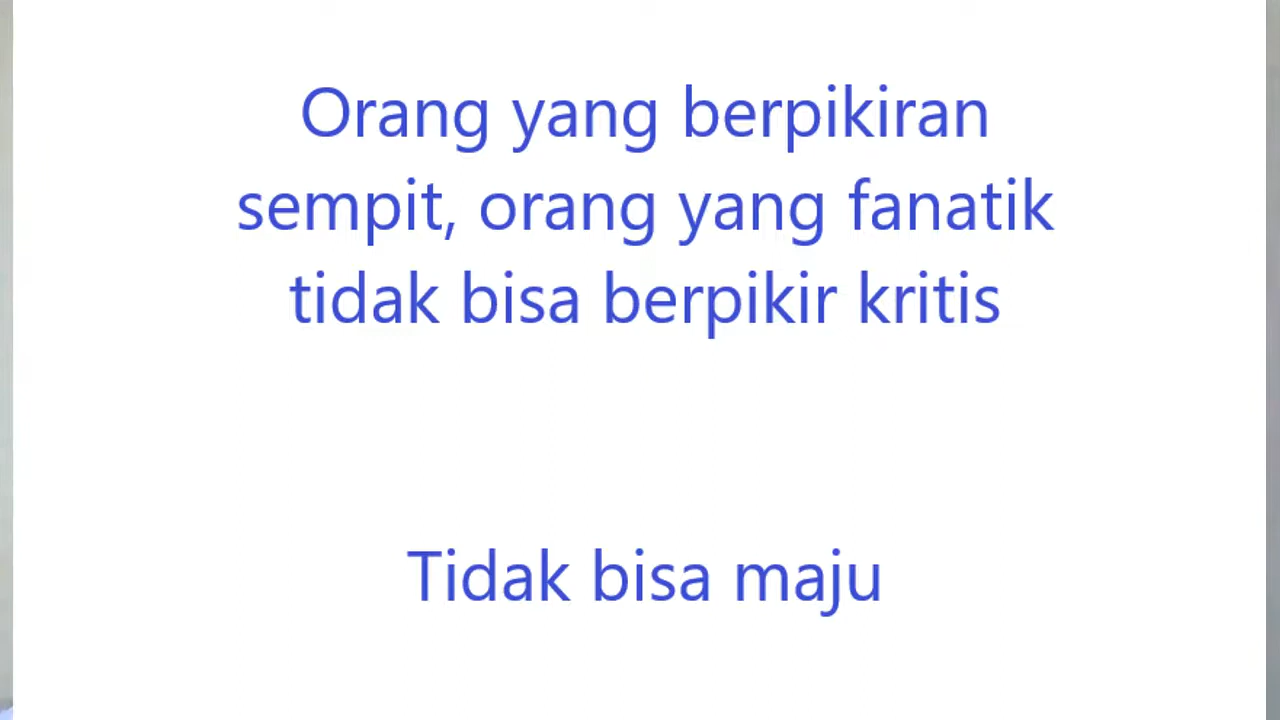 Orang yang berpikiran
sempit, orang yang fanatik
tidak bisa berpikir kritis
Tidak bisa maju